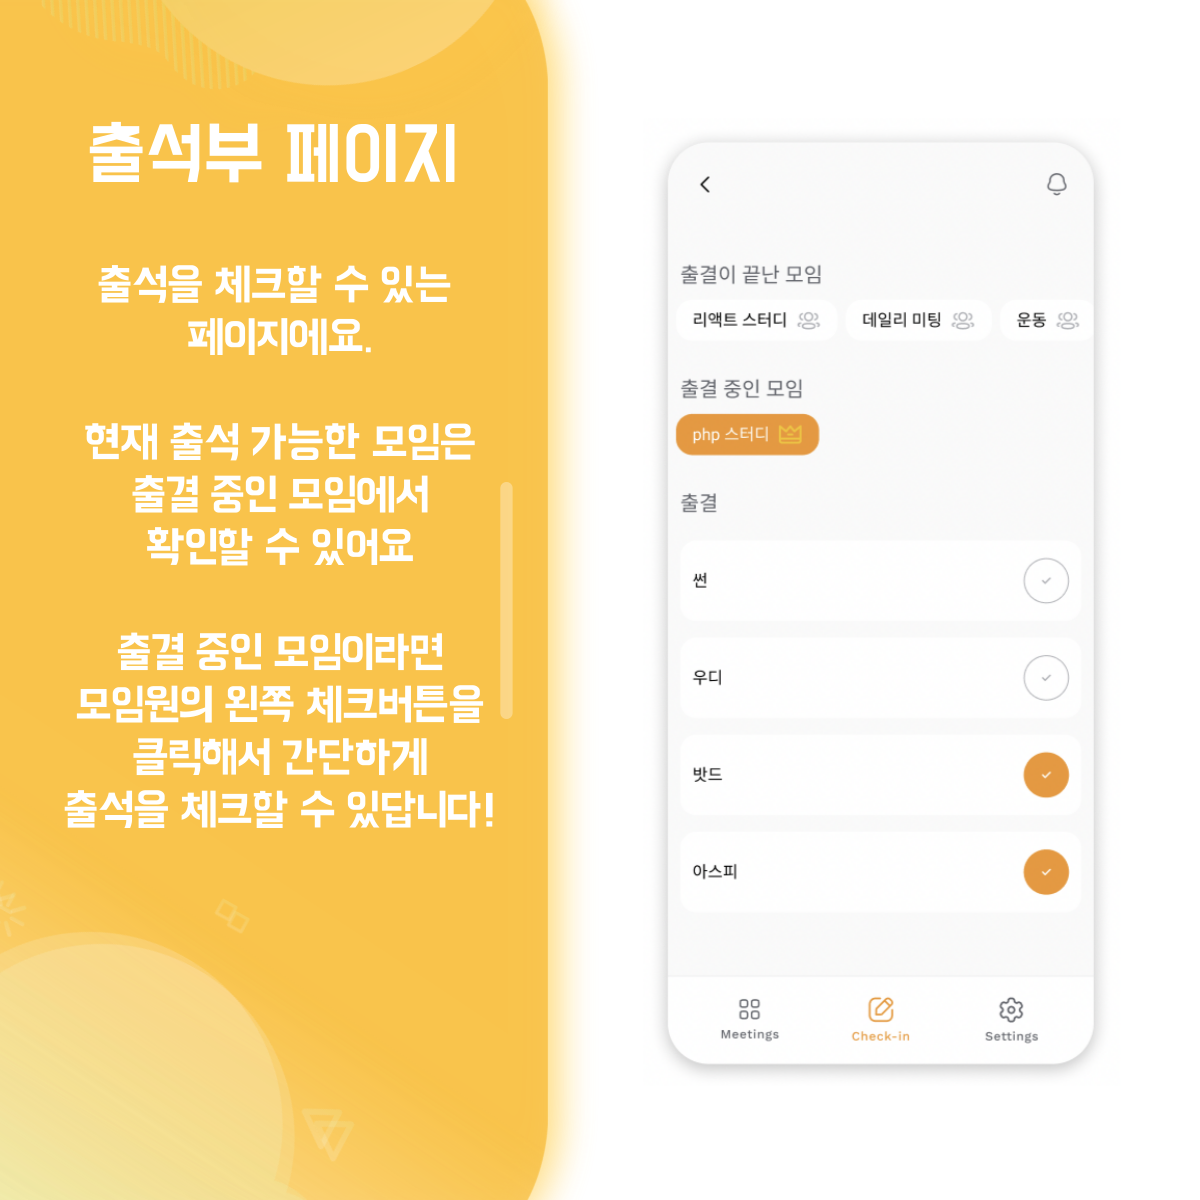 출석부 페이지
출석을 체크할 수 있는
페이지에요.
현재 출석 가능한 모임은
출결 중인 모임에서
확인할 수 있어요
출결 중인 모임이라면
모임원의 왼쪽 체크버튼을
클릭해서 간단하게
출석을 체크할 수 있답니다!
출결이 끝난 모임
리액트 스터디 데일리 미팅 운동
출결 중인 모임
php 스터디
출결
썬
우디
밧드
아스피
Meetings Check-in Settings